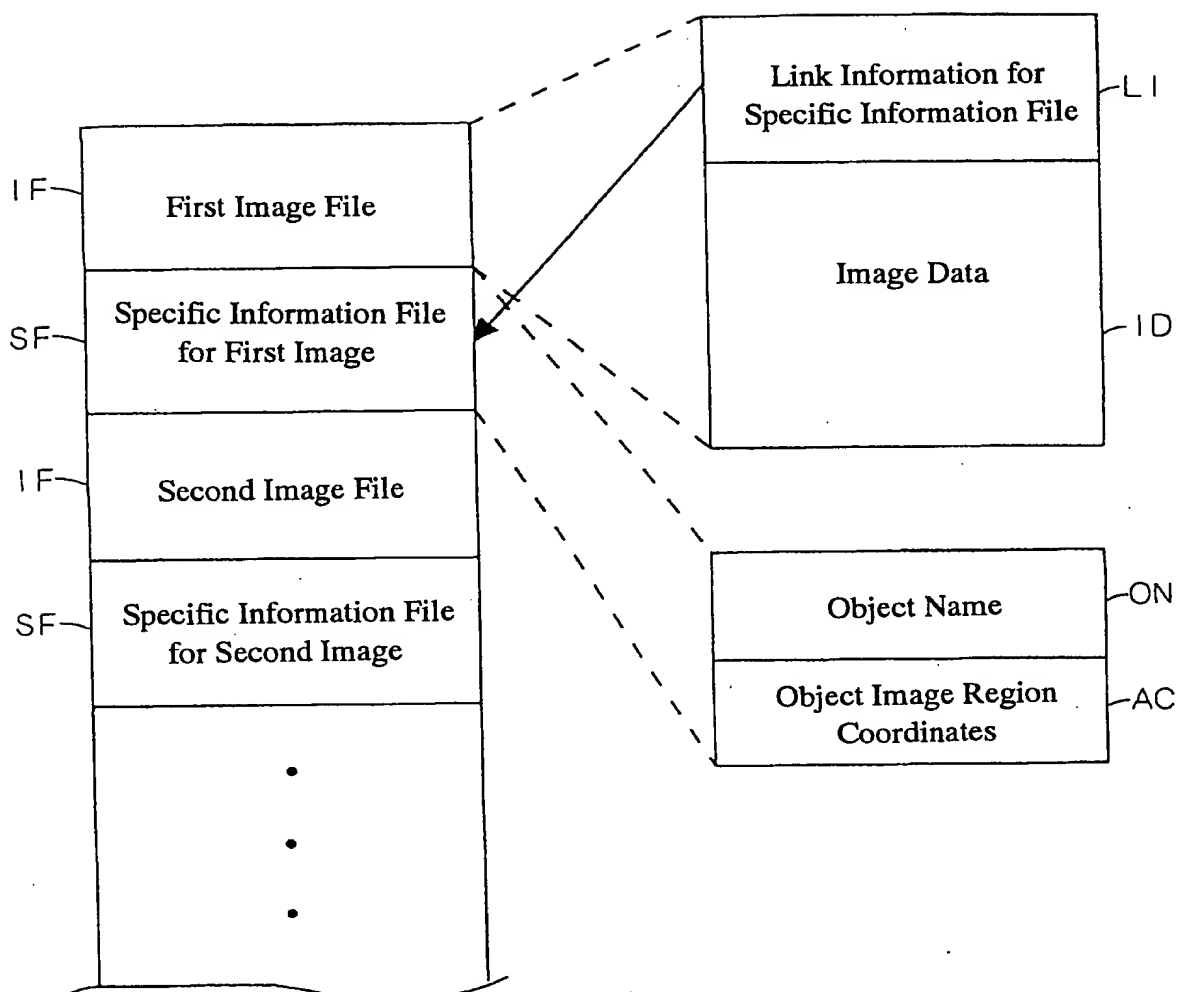 Link Information for
Specific Information File
LI
IF
First Image File
Image Data
ID
SF
Specific Information File
for First Image
IF
Second Image File
SF
Specific Information File
for Second Image
Object Name
ON
Object Image Region
Coordinates
AC